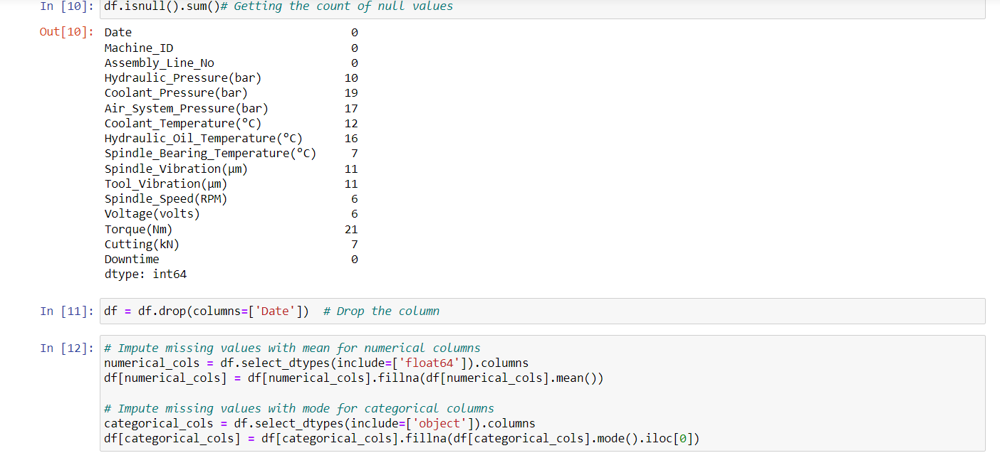 In [10]: df.isnull().sum()# Getting the count of null values
Out[10]: Date 0
Machine_ID 0
Assembly_Line_No 0
Hydraulic_Pressure(bar) 10
Coolant_Pressure(bar) 19
Air_System_Pressure(bar) 17
Coolant_Temperature(°C) 12
Hydraulic_Oil_Temperature(°C) 16
Spindle_Bearing_Temperature(°C) 7
Spindle_Vibration(µm) 11
Tool_Vibration(µm) 11
Spindle_Speed(RPM) 6
Voltage(volts) 6
Torque(Nm) 21
Cutting(kN) 7
Downtime 0
dtype: int64
In [11]: df = df.drop(columns=['Date']) # Drop the column
In [12]: # Impute missing values with mean for numerical columns
numerical_cols = df.select_dtypes(include=['float64']).columns
df[numerical_cols] = df[numerical_cols].fillna(df[numerical_cols].mean())
# Impute missing values with mode for categorical columns
categorical_cols = df.select_dtypes(include=['object']).columns
df[categorical_cols] = df[categorical_cols].fillna(df[categorical_cols].mode().iloc[0])